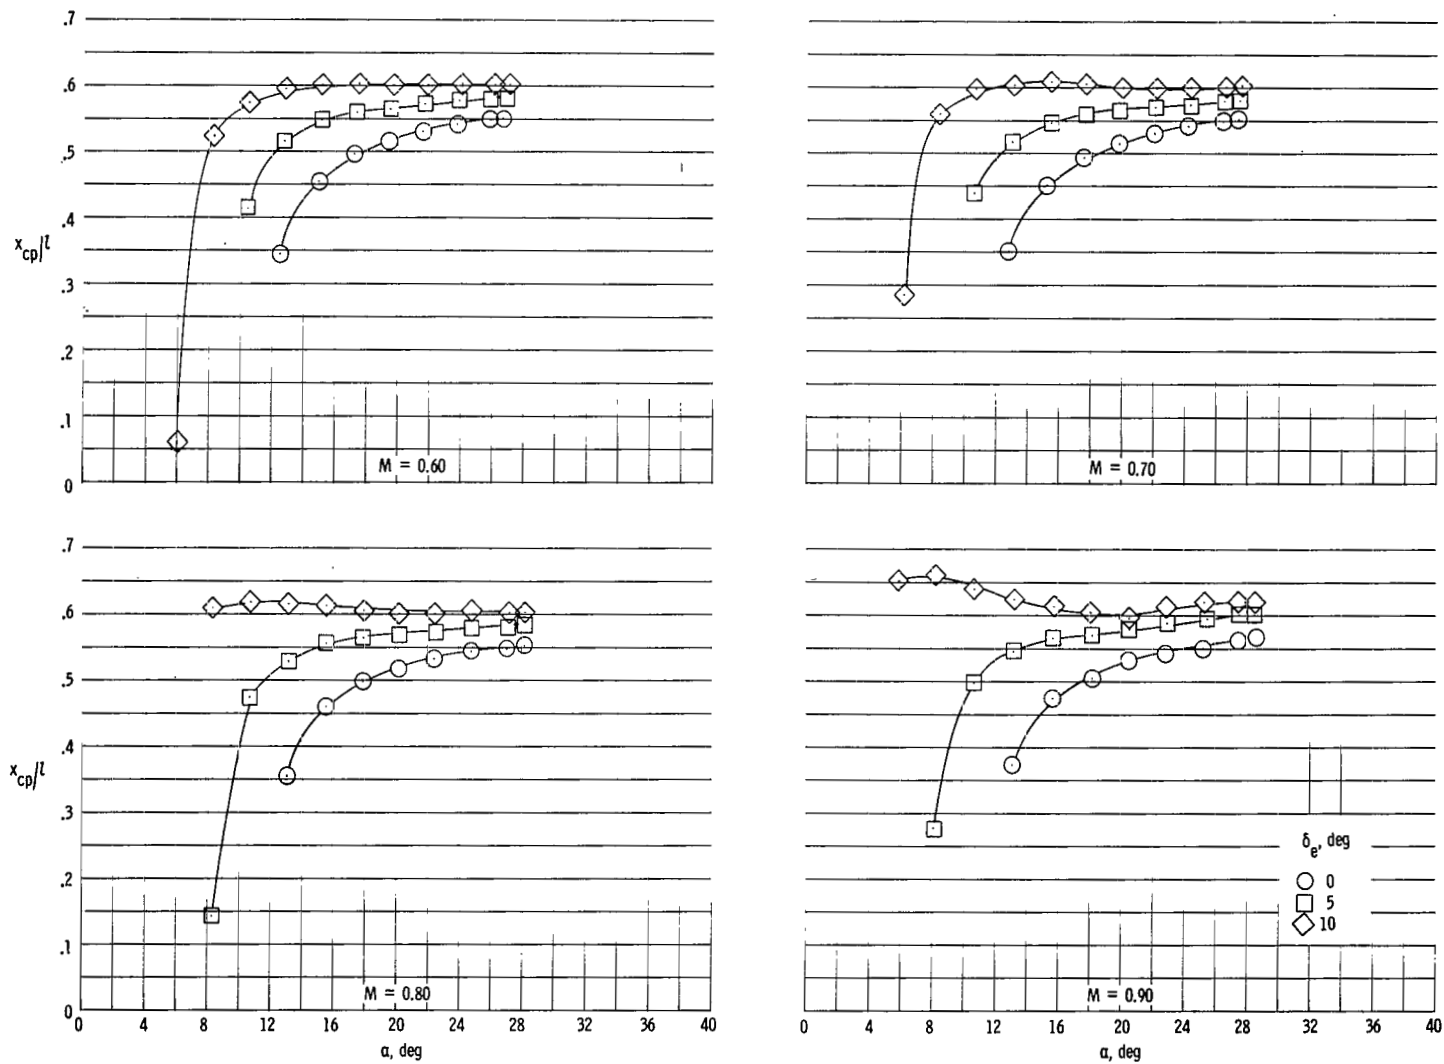 .7
.6
.5
x_cp/l .4
.3
.2
.1
0
M = 0.60
M = 0.70
.7
.6
.5
.4
x_cp/l
.3
.2
.1
0
M = 0.80
M = 0.90
δ_e, deg
0
5
10
0 4 8 12 16 20 24 28 32 36 40
α, deg
0 4 8 12 16 20 24 28 32 36 40
α, deg